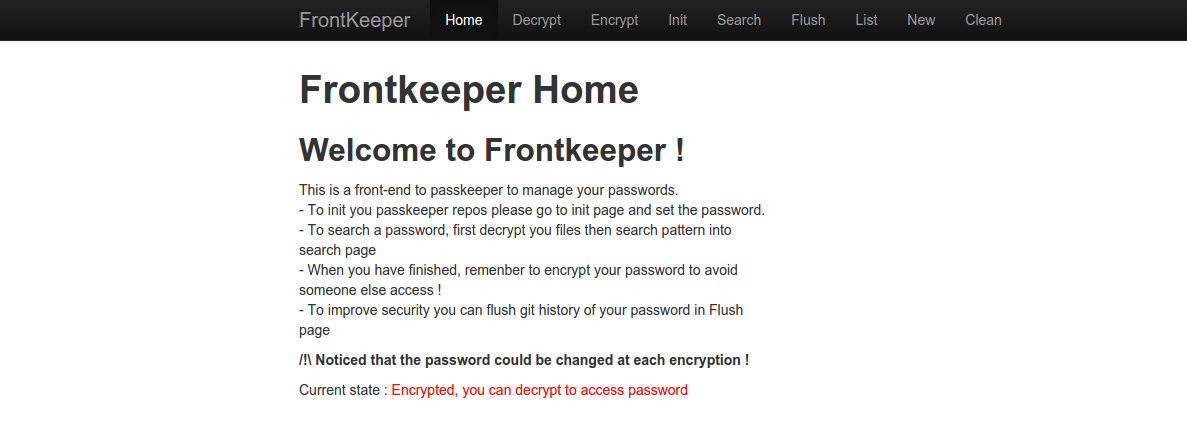 FrontKeeper Home Decrypt Encrypt Init Search Flush List New Clean
Frontkeeper Home
Welcome to Frontkeeper !
This is a front-end to passkeeper to manage your passwords.
- To init you passkeeper repos please go to init page and set the password.
- To search a password, first decrypt you files then search pattern into
search page
- When you have finished, remenber to encrypt your password to avoid
someone else access !
- To improve security you can flush git history of your password in Flush
page
/!\ Noticed that the password could be changed at each encryption !
Current state : Encrypted, you can decrypt to access password